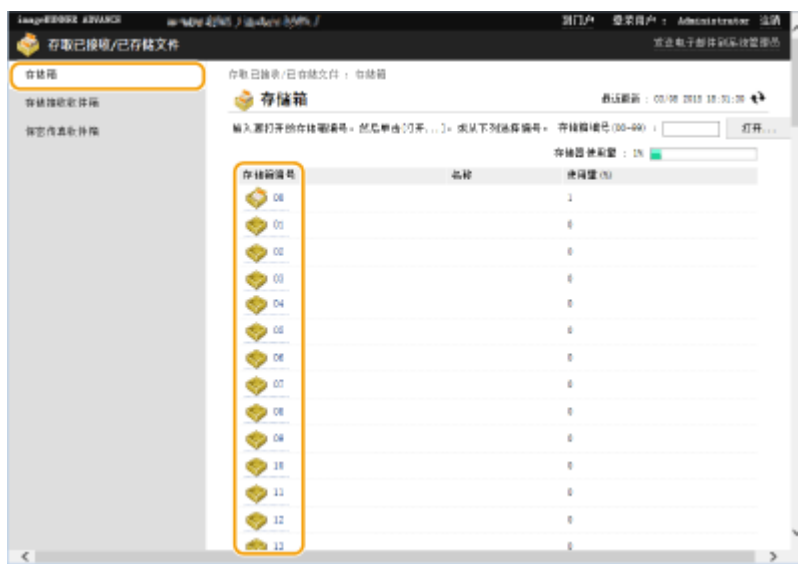 imageRUNNER ADVANCE
到门户 登录用户： Administrator 注销
存取已接收/已存储文件
发送电子邮件到系统管理员
存储箱
存储接收收件箱
保密传真收件箱
存取已接收/已存储文件 : 存储箱
存储箱
最近更新 :
输入要打开的存储箱编号，然后单击[打开...]，或从下列选择编号。 存储箱编号(00-99) : 打开...
存储器使用量 : 1%
存储箱编号 名称 使用量(%)
00 1
01 0
02 0
03 0
04 0
05 0
06 0
07 0
08 0
09 0
10 0
11 0
12 0
13 0